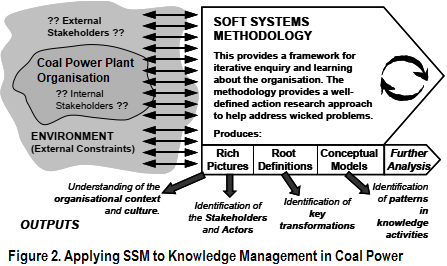 ?? External
Stakeholders ??
Coal Power Plant
Organisation
?? Internal
Stakeholders ??
ENVIRONMENT
(External Constraints)
SOFT SYSTEMS
METHODOLOGY
This provides a framework for
iterative enquiry and learning
about the organisation. The
methodology provides a well-
defined action research approach
to help address wicked problems.
Produces:
Rich
Pictures
Root
Definitions
Conceptual
Models
Further
Analysis
Understanding of the
organisational context
and culture.
Identification
of the Stakeholders
and Actors
Identification of
key
transformations
Identification
of patterns
in
knowledge
activities
OUTPUTS
Figure 2. Applying SSM to Knowledge Management in Coal Power